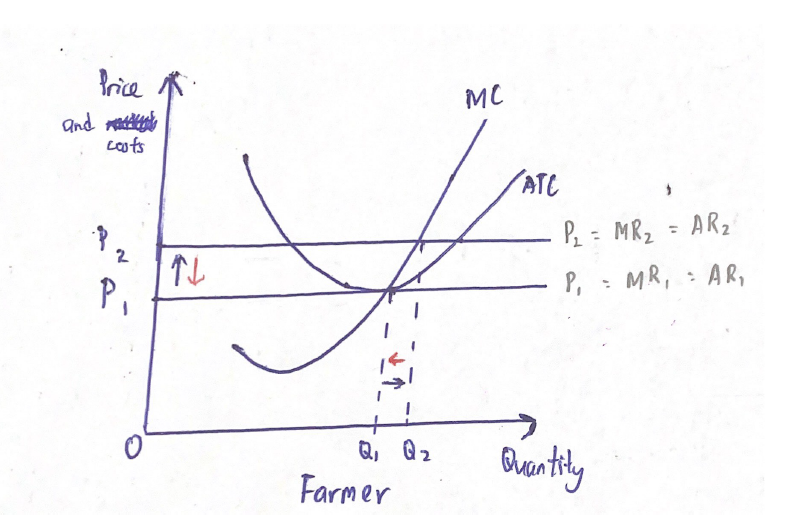 Price
and costs
MC
ATC
P₂
P₂ = MR₂ = AR₂
P₁
P₁ = MR₁ = AR₁
O
Q₁ Q₂
Quantity
Farmer